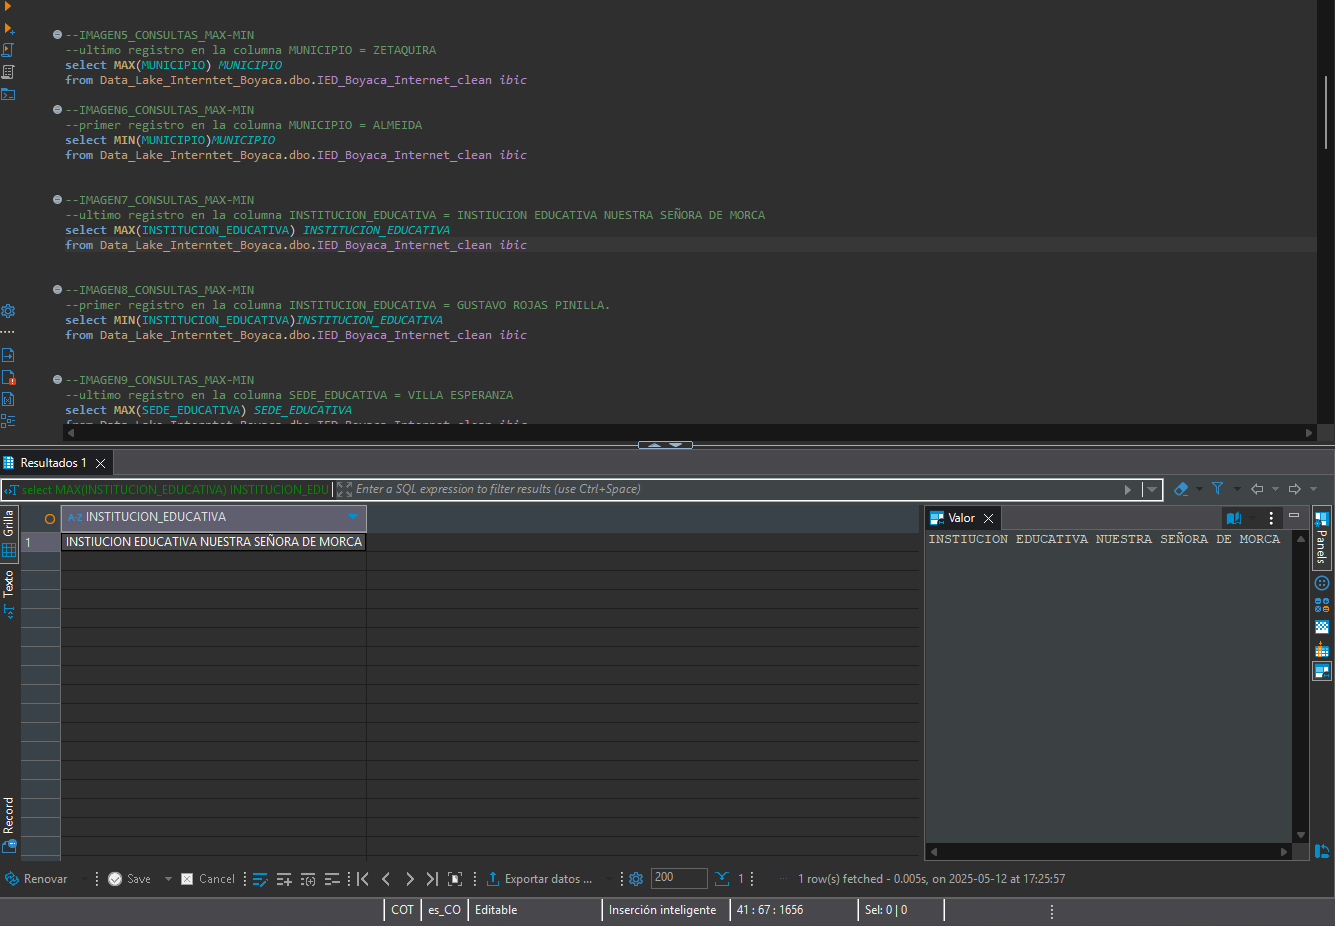 --IMAGEN5_CONSULTAS_MAX-MIN
--ultimo registro en la columna MUNICIPIO = ZETAQUIRA
select MAX(MUNICIPIO) MUNICIPIO
from Data_Lake_Interntet_Boyaca.dbo.IED_Boyaca_Internet_clean ibic
--IMAGEN6_CONSULTAS_MAX-MIN
--primer registro en la columna MUNICIPIO = ALMEIDA
select MIN(MUNICIPIO)MUNICIPIO
from Data_Lake_Interntet_Boyaca.dbo.IED_Boyaca_Internet_clean ibic
--IMAGEN7_CONSULTAS_MAX-MIN
--ultimo registro en la columna INSTITUCION_EDUCATIVA = INSTIUCION EDUCATIVA NUESTRA SEÑORA DE MORCA
select MAX(INSTITUCION_EDUCATIVA) INSTITUCION_EDUCATIVA
from Data_Lake_Interntet_Boyaca.dbo.IED_Boyaca_Internet_clean ibic
--IMAGEN8_CONSULTAS_MAX-MIN
--primer registro en la columna INSTITUCION_EDUCATIVA = GUSTAVO ROJAS PINILLA.
select MIN(INSTITUCION_EDUCATIVA)INSTITUCION_EDUCATIVA
from Data_Lake_Interntet_Boyaca.dbo.IED_Boyaca_Internet_clean ibic
--IMAGEN9_CONSULTAS_MAX-MIN
--ultimo registro en la columna SEDE_EDUCATIVA = VILLA ESPERANZA
select MAX(SEDE_EDUCATIVA) SEDE_EDUCATIVA
Resultados 1
select MAX(INSTITUCION_EDUCATIVA) INSTITUCION_EDU Enter a SQL expression to filter results (use Ctrl+Space)
Grilla
Texto
Record
A-Z INSTITUCION_EDUCATIVA
1 INSTIUCION EDUCATIVA NUESTRA SEÑORA DE MORCA
Valor
INSTIUCION EDUCATIVA NUESTRA SEÑORA DE MORCA
Panels
Renovar Save Cancel Exportar datos ... 200 1 1 row(s) fetched - 0.005s, on 2025-05-12 at 17:25:57
COT es_CO Editable Inserción inteligente 41 : 67 : 1656 Sel: 0 | 0